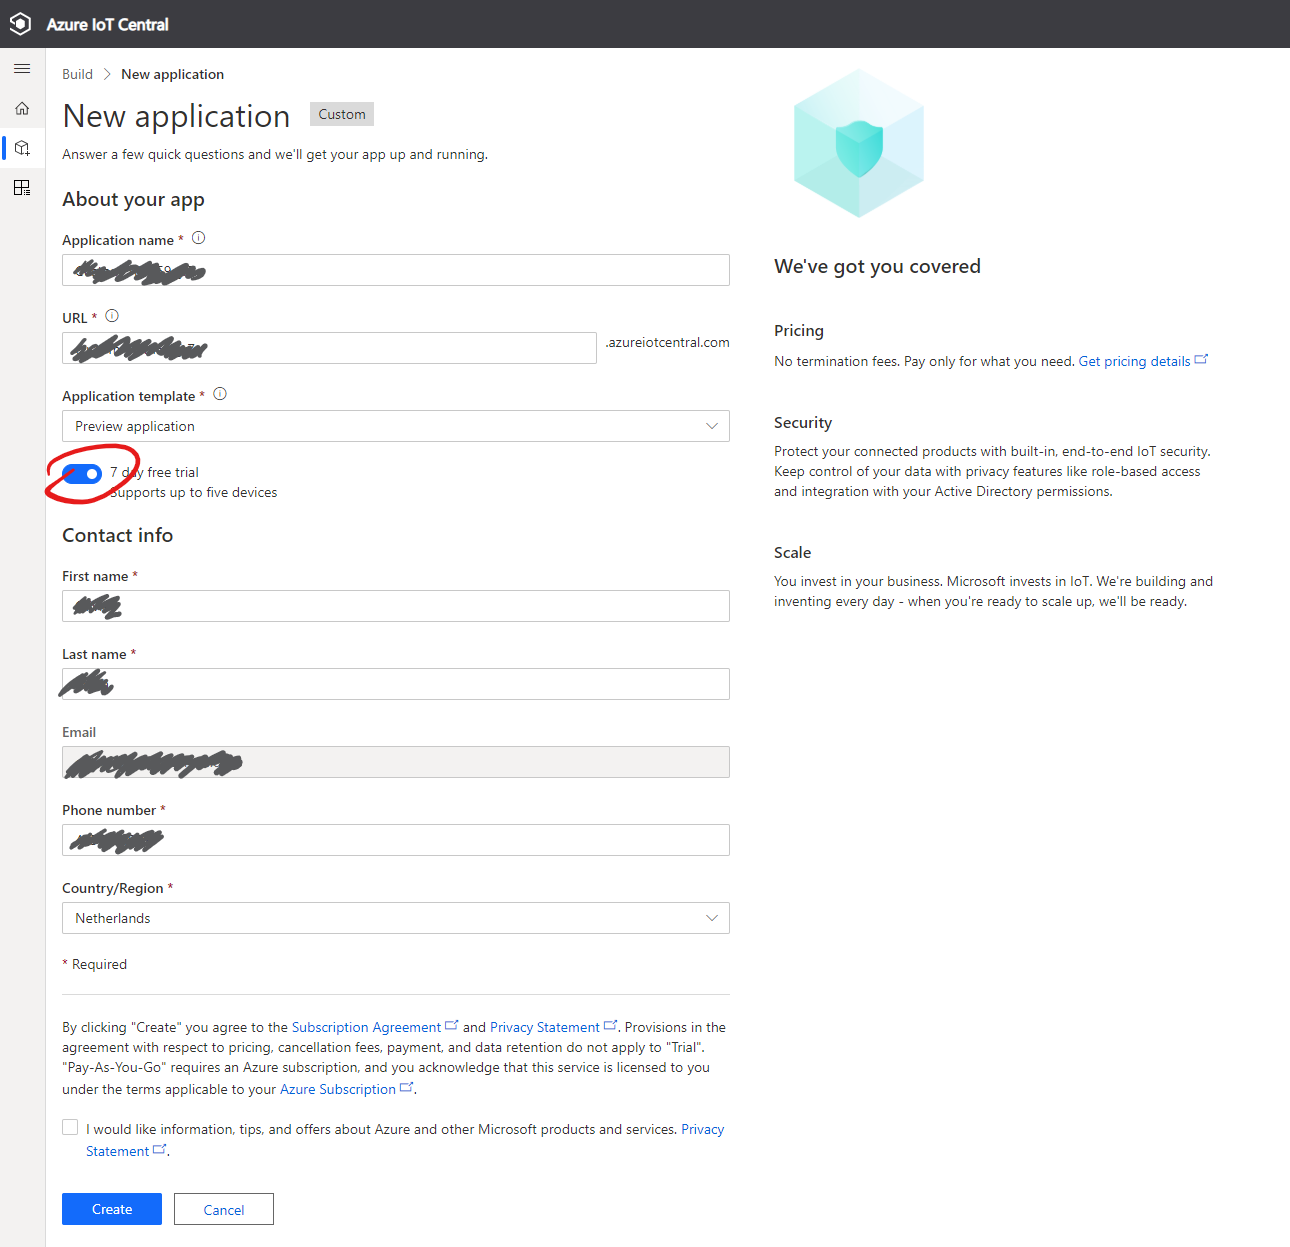 Azure IoT Central
Build > New application
New application Custom
Answer a few quick questions and we'll get your app up and running.
About your app
Application name *
URL *
.azureiotcentral.com
Application template *
Preview application
7 day free trial
Supports up to five devices
Contact info
First name *
Last name *
Email
Phone number *
Country/Region *
Netherlands
* Required
By clicking "Create" you agree to the Subscription Agreement and Privacy Statement. Provisions in the
agreement with respect to pricing, cancellation fees, payment, and data retention do not apply to "Trial".
"Pay-As-You-Go" requires an Azure subscription, and you acknowledge that this service is licensed to you
under the terms applicable to your Azure Subscription.
I would like information, tips, and offers about Azure and other Microsoft products and services. Privacy
Statement.
Create Cancel
We've got you covered
Pricing
No termination fees. Pay only for what you need. Get pricing details
Security
Protect your connected products with built-in, end-to-end IoT security.
Keep control of your data with privacy features like role-based access
and integration with your Active Directory permissions.
Scale
You invest in your business. Microsoft invests in IoT. We're building and
inventing every day - when you're ready to scale up, we'll be ready.